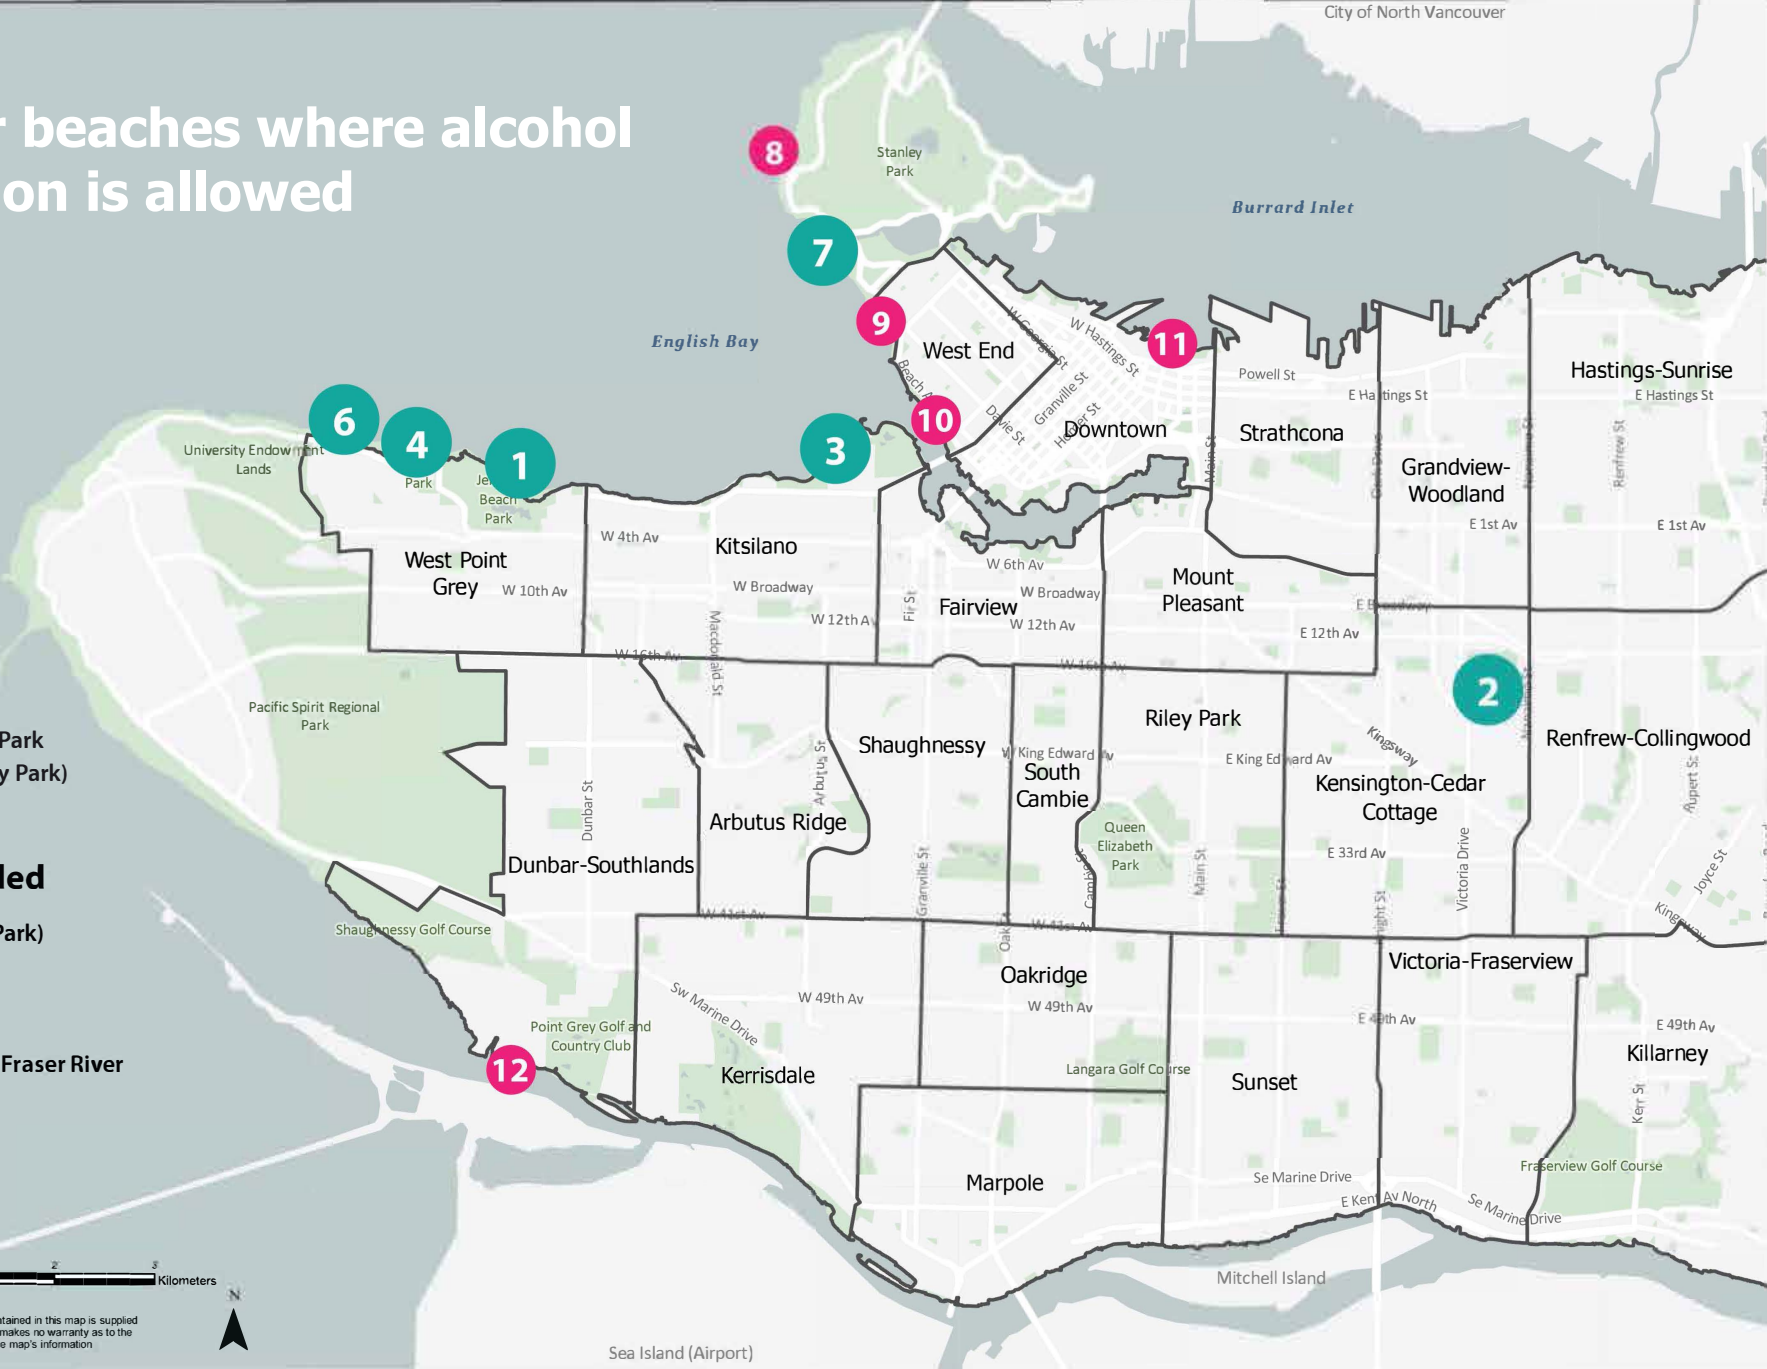 City of North Vancouver
r beaches where alcohol
on is allowed
8
Stanley
Park
Burrard Inlet
7
9
English Bay
West End
W Georgia St
W Hastings St
11
Powell St
Hastings-Sunrise
E Hastings St
E Hastings St
Granville St
Davie St
10
Downtown
Strathcona
Main St
6
4
1
3
University Endowment
Lands
Park
Beach
Park
Grandview-
Woodland
Renfrew St
E 1st Av
E 1st Av
W 4th Av
Kitsilano
West Point
Grey
W 10th Av
W Broadway
W 6th Av
W Broadway
Mount
Pleasant
Fir St
Fairview
W 12th Av
E Broadway
E 12th Av
W 16th Av
W 16th Av
Macdonald St
2
Pacific Spirit Regional
Park
Park
y Park)
Riley Park
Shaughnessy
W King Edward Av
E King Edward Av
Kingsway
Renfrew-Collingwood
South
Cambie
Kensington-Cedar
Cottage
Arbutus St
Rupert St
Dunbar St
Arbutus Ridge
Queen
Elizabeth
Park
E 33rd Av
Dunbar-Southlands
Granville St
Cambie St
Main St
Victoria Drive
Joyce St
led
W 41st Av
W 41st Av
Kingsway
Park)
Shaughnessy Golf Course
Victoria-Fraserview
Oakridge
Sw Marine Drive
W 49th Av
W 49th Av
E 49th Av
E 49th Av
Point Grey Golf and
Country Club
Killarney
Fraser River
12
Kerrisdale
Langara Golf Course
Sunset
Kerr St
Marpole
Se Marine Drive
Fraserview Golf Course
E Kent Av North
Se Marine Drive
2
3
Kilometers
Mitchell Island
N
tained in this map is supplied
makes no warranty as to the
e map's information
Sea Island (Airport)